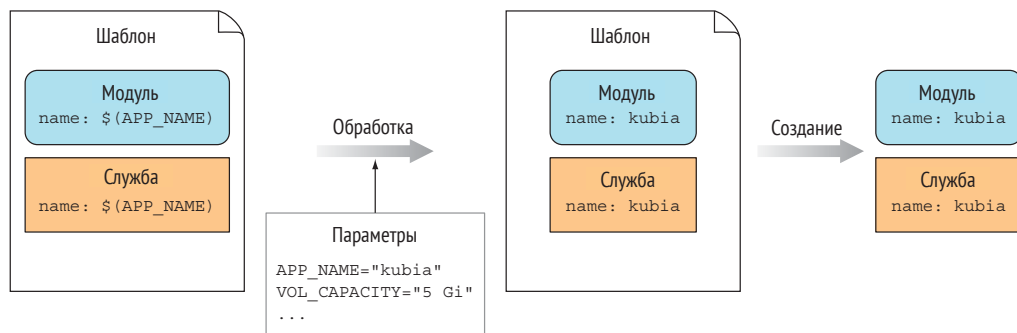 Шаблон
Модуль
name: $(APP_NAME)
Служба
name: $(APP_NAME)
Обработка
Параметры
APP_NAME="kubia"
VOL_CAPACITY="5 Gi"
...
Шаблон
Модуль
name: kubia
Служба
name: kubia
Создание
Модуль
name: kubia
Служба
name: kubia